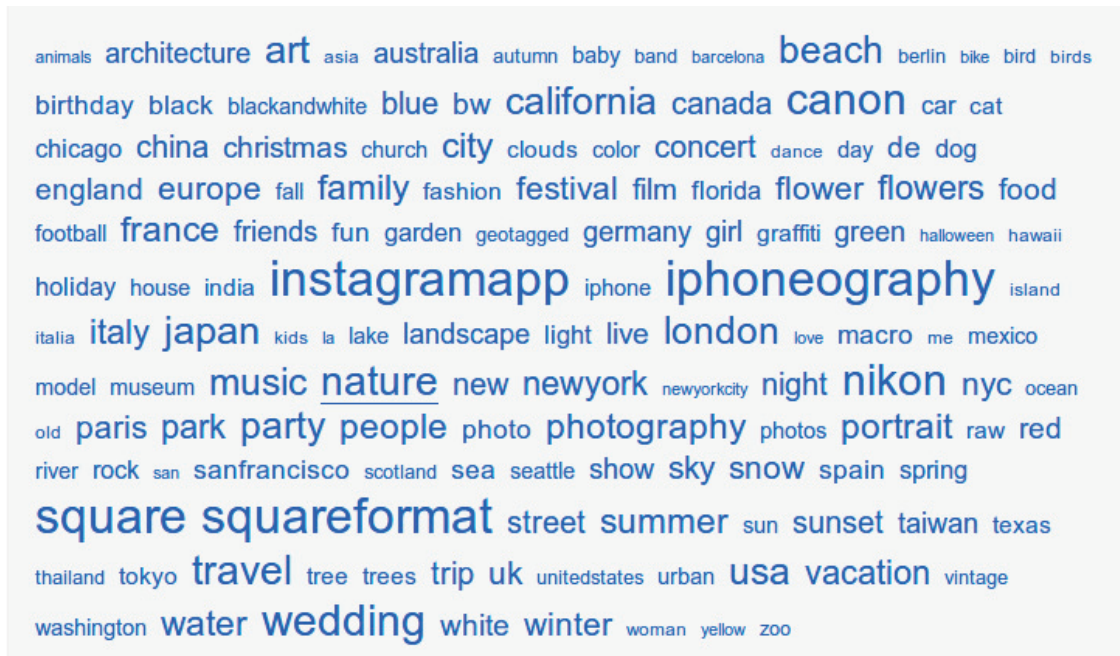 animals architecture art asia australia autumn baby band barcelona beach berlin bike bird birds
birthday black blackandwhite blue bw california canada canon car cat
chicago china christmas church city clouds color concert dance day de dog
england europe fall family fashion festival film florida flower flowers food
football france friends fun garden geotagged germany girl graffiti green halloween hawaii
holiday house india instagramapp iphone iphoneography island
italia italy japan kids la lake landscape light live london love macro me mexico
model museum music nature new newyork newyorkcity night nikon nyc ocean
old paris park party people photo photography photos portrait raw red
river rock san sanfrancisco scotland sea seattle show sky snow spain spring
square squareformat street summer sun sunset taiwan texas
thailand tokyo travel tree trees trip uk unitedstates urban usa vacation vintage
washington water wedding white winter woman yellow zoo